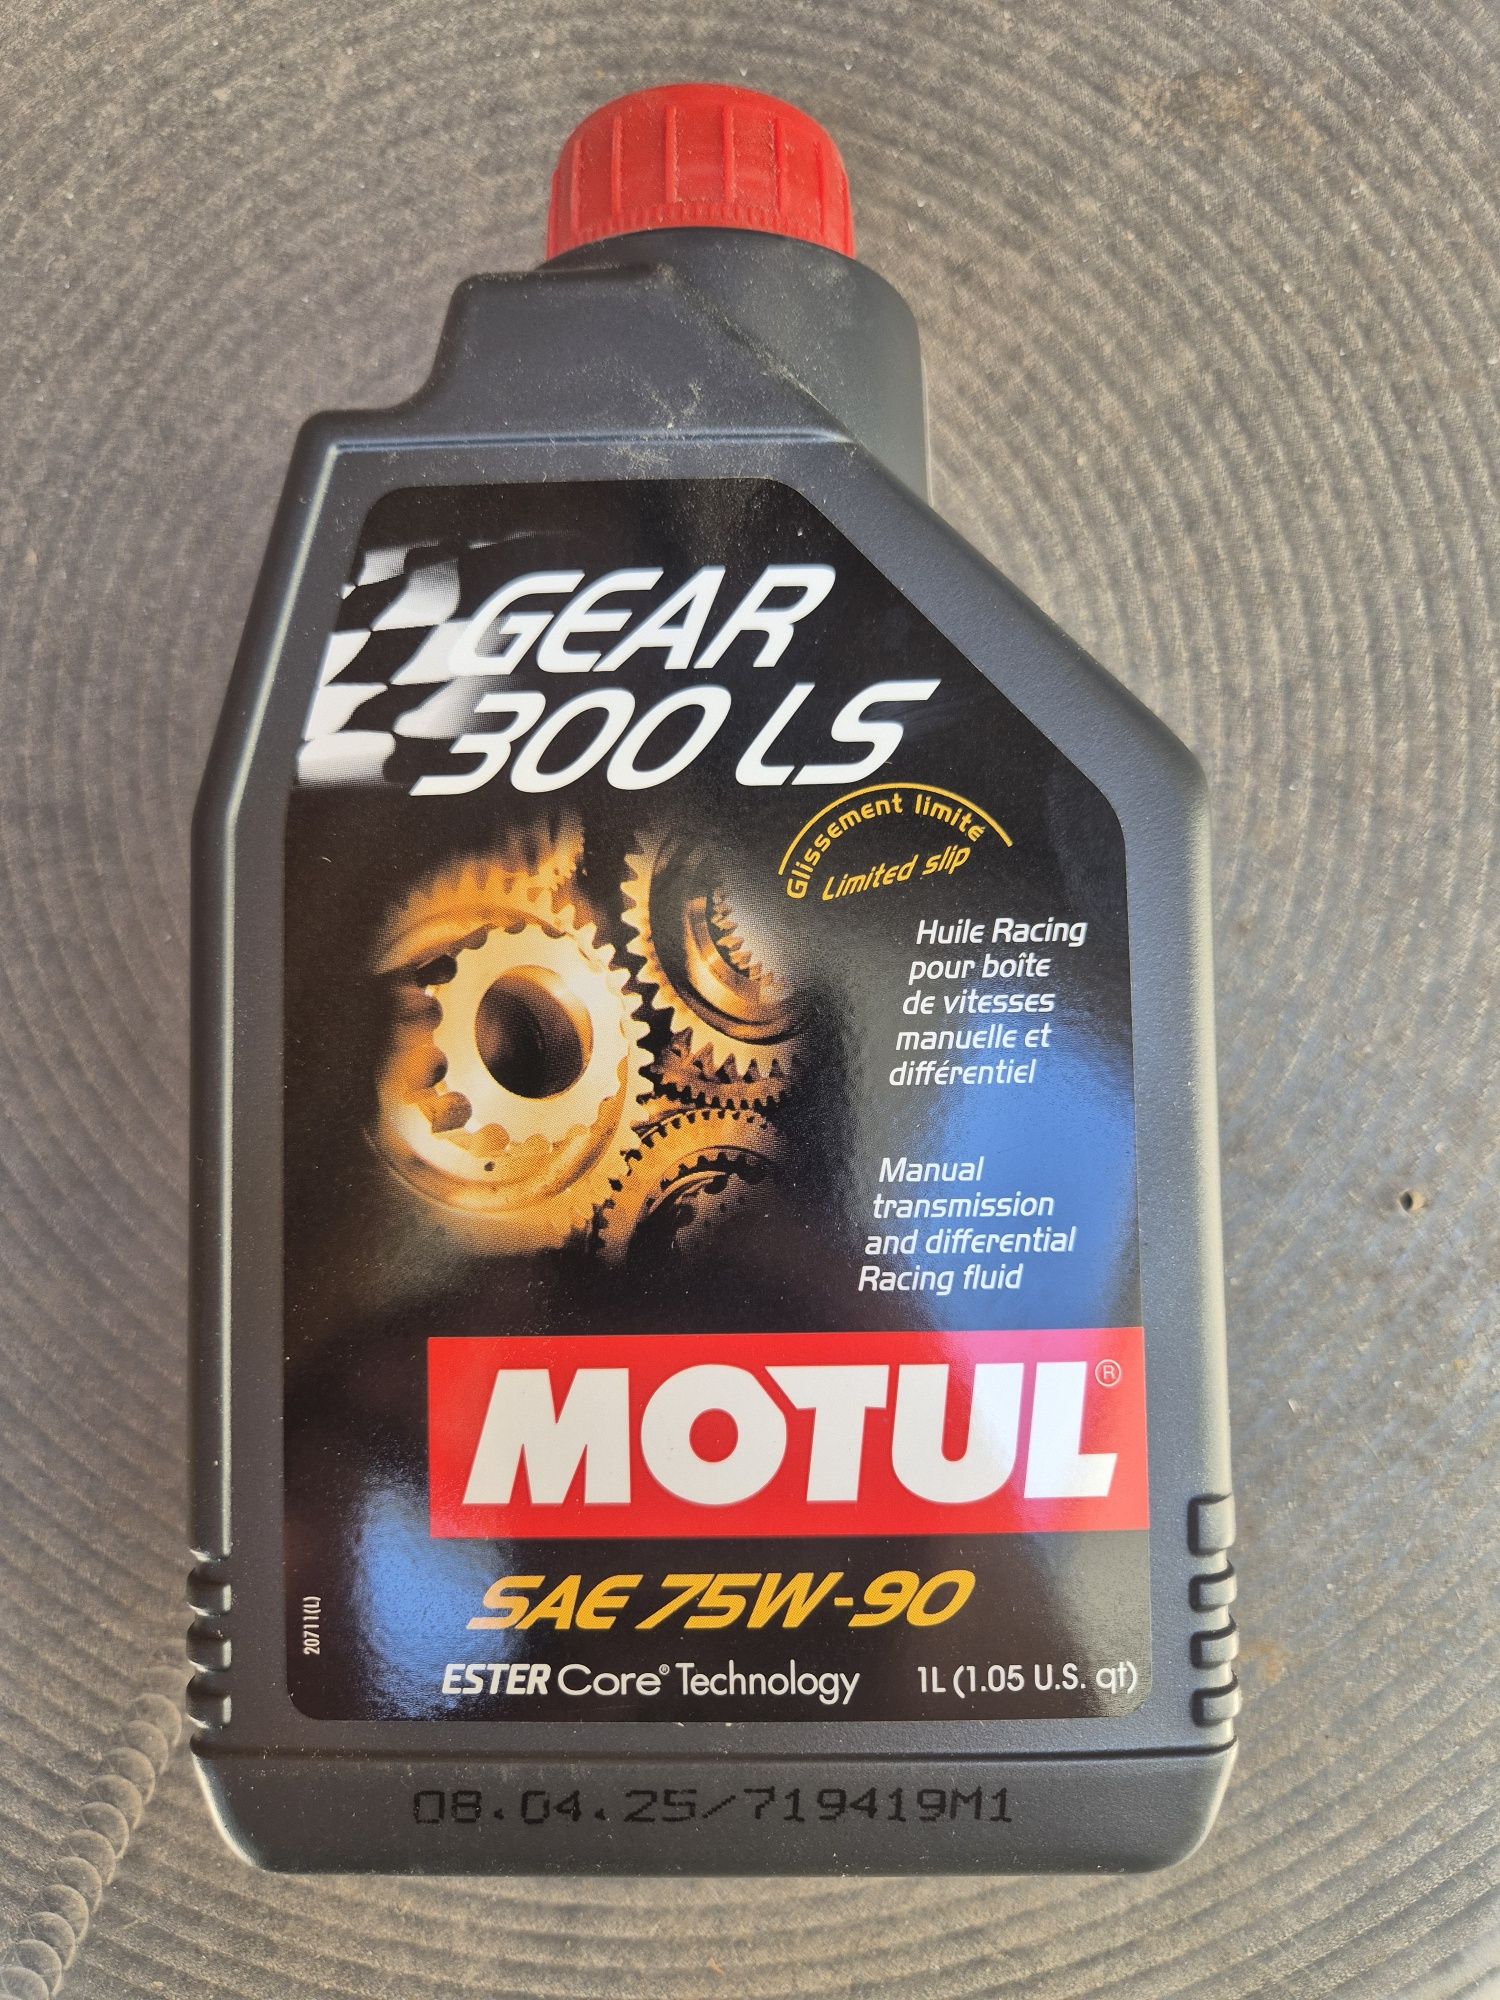 GEAR
300 LS
Glissement limité
Limited slip
Huile Racing
pour boîte
de vitesses
manuelle et
différentiel
Manual
transmission
and differential
Racing fluid
MOTUL®
SAE 75W-90
20711(L)
ESTER Core® Technology 1L (1.05 U.S. qt)
08.04.25/719419M1